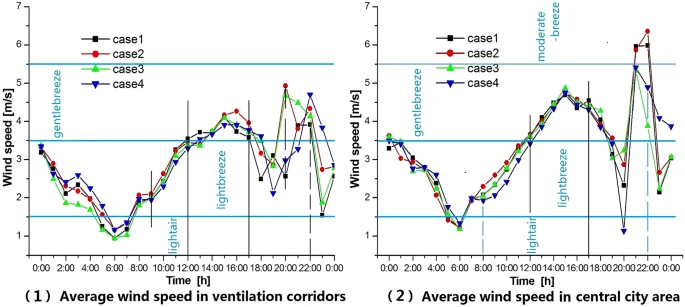 7
6
5
4
3
2
1
Wind speed [m/s]
case1
case2
case3
case4
gentlebreeze
lightbreeze
lightair
0:00 2:00 4:00 6:00 8:00 10:00 12:00 14:00 16:00 18:00 20:00 22:00 0:00
Time [h]
(1) Average wind speed in ventilation corridors
7
6
5
4
3
2
1
Wind speed [m/s]
case1
case2
case3
case4
moderate
-breeze
gentlebreeze
lightbreeze
lightair
0:00 2:00 4:00 6:00 8:00 10:00 12:00 14:00 16:00 18:00 20:00 22:00 0:00
Time [h]
(2) Average wind speed in central city area